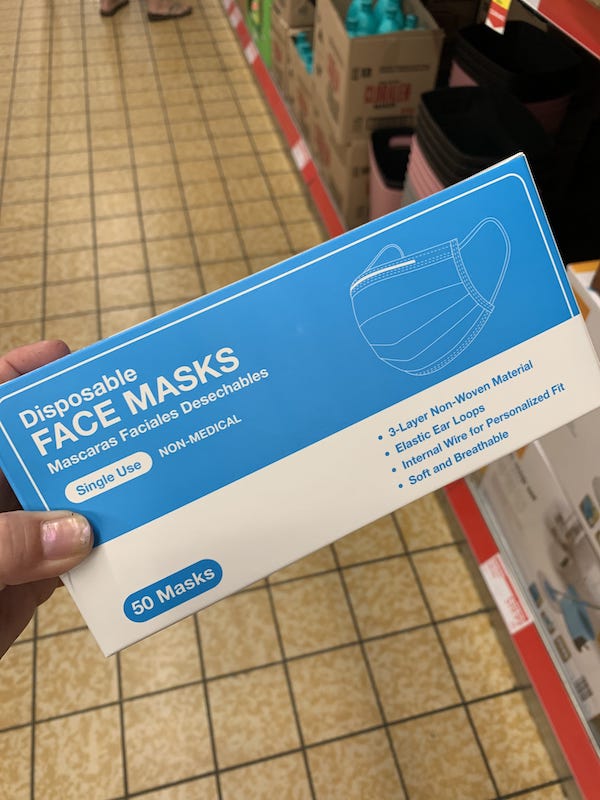 Disposable
FACE MASKS
Mascaras Faciales Desechables
Single Use
NON-MEDICAL
• 3-Layer Non-Woven Material
• Elastic Ear Loops
• Internal Wire for Personalized Fit
• Soft and Breathable
50 Masks